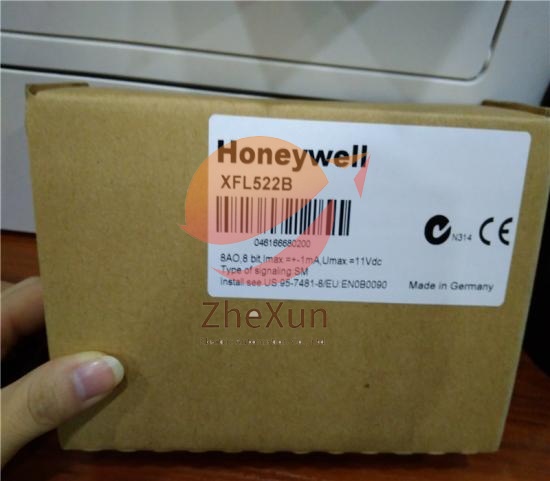 Honeywell
XFL522B
046166680200
8AO,8 bit,Imax =+-1mA,Umax =11Vdc
Type of signaling SM
Install see US 95-7481-8/EU EN0B0090
N314
CE
Made in Germany
ZheXun